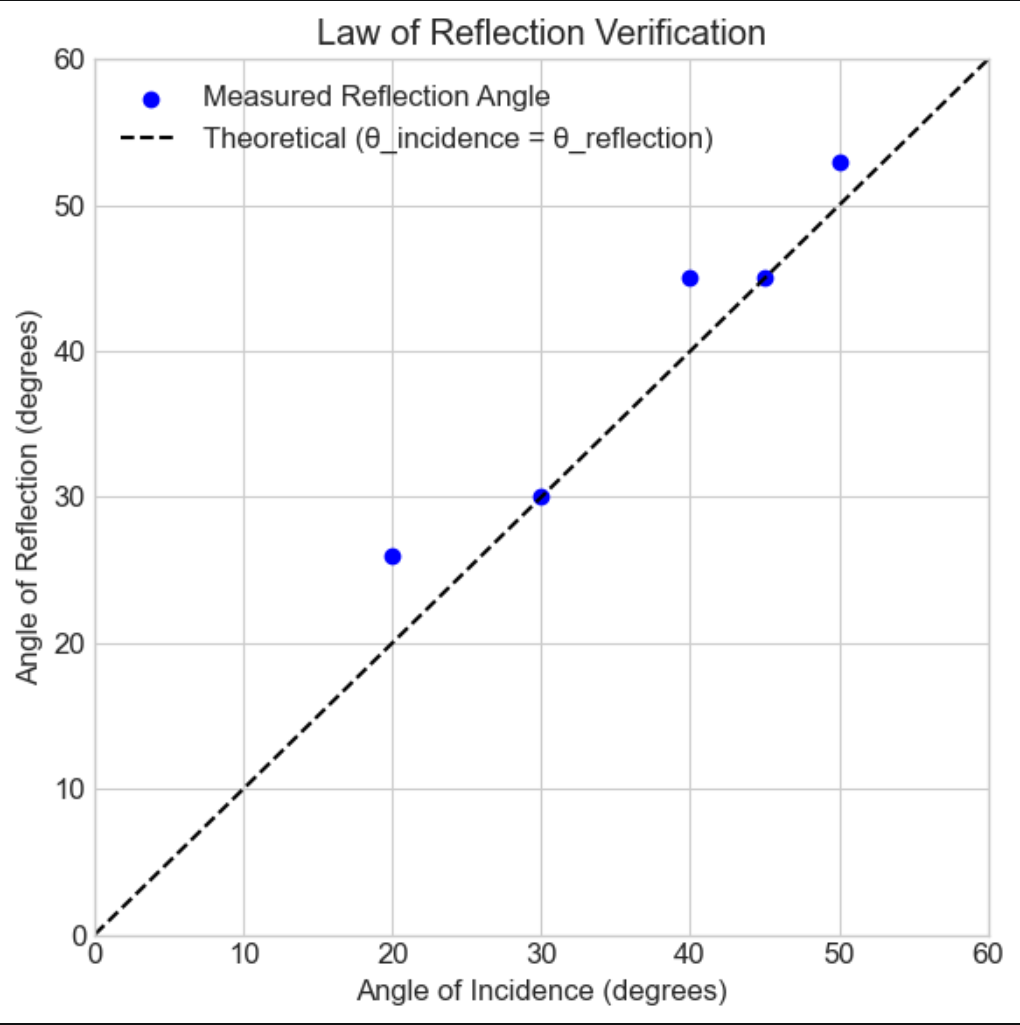 Law of Reflection Verification
Measured Reflection Angle
Theoretical (θ_incidence = θ_reflection)
60
50
40
30
20
10
0
Angle of Reflection (degrees)
0 10 20 30 40 50 60
Angle of Incidence (degrees)